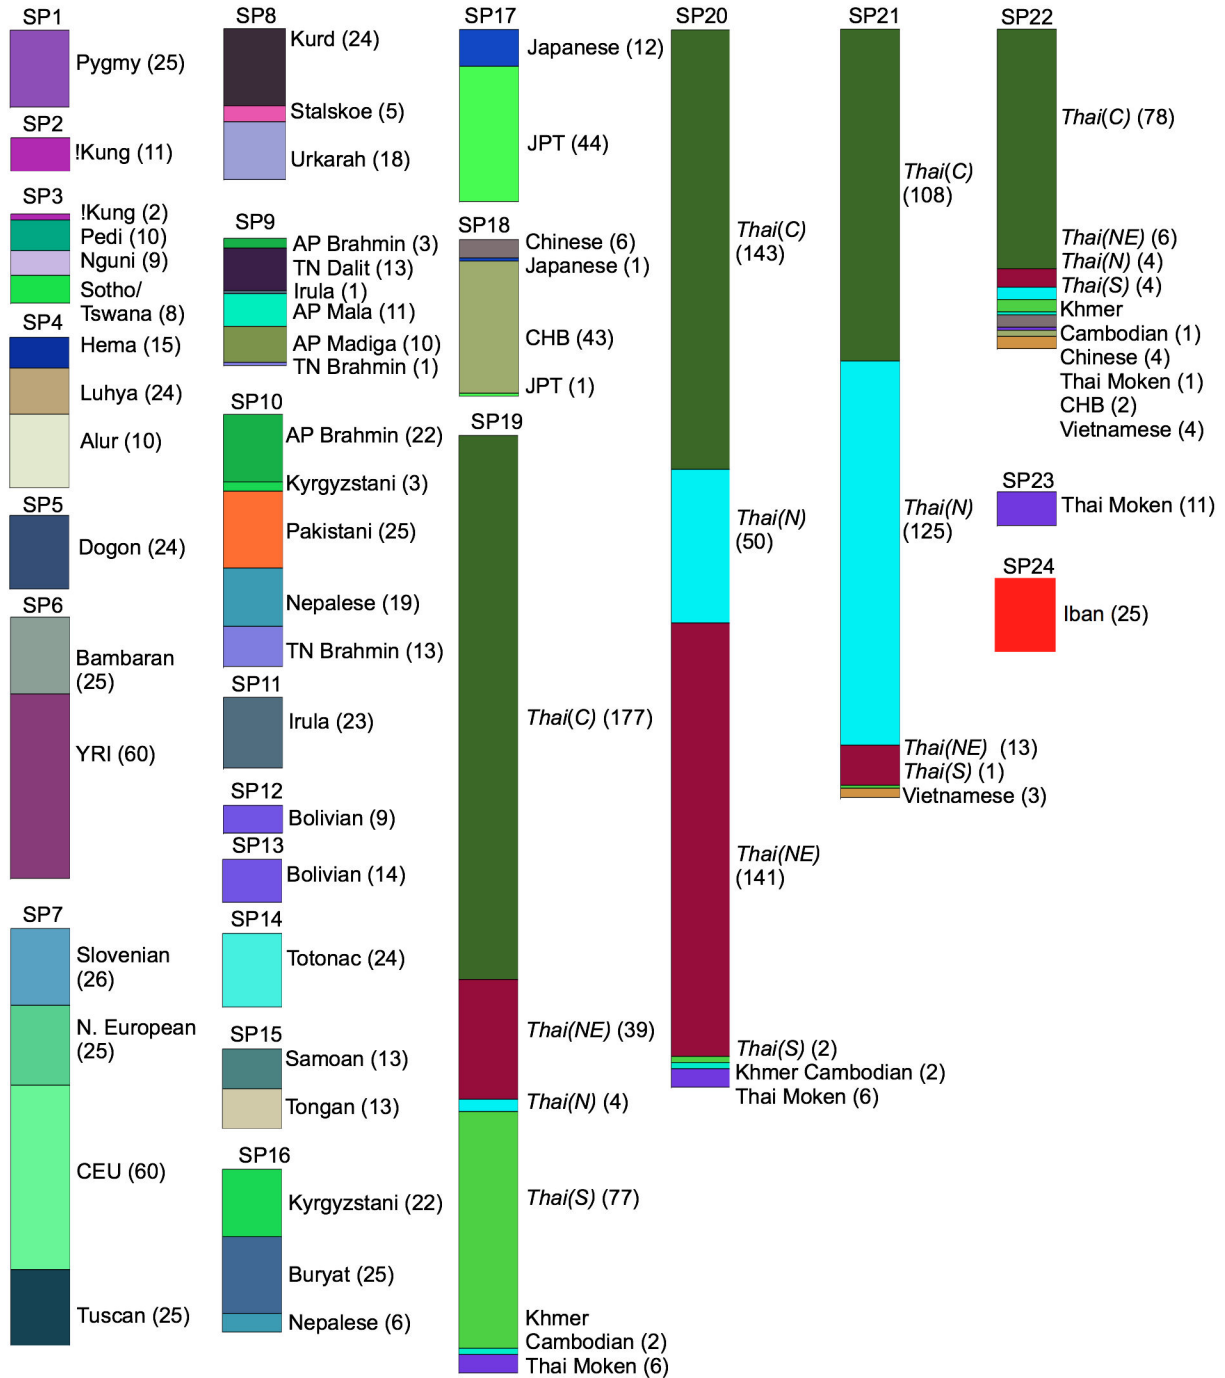 SP1
Pygmy (25)
SP2
!Kung (11)
SP3
!Kung (2)
Pedi (10)
Nguni (9)
Sotho/
Tswana (8)
SP4
Hema (15)
Luhya (24)
Alur (10)
SP5
Dogon (24)
SP6
Bambaran
(25)
YRI (60)
SP7
Slovenian
(26)
N. European
(25)
CEU (60)
Tuscan (25)
SP8
Kurd (24)
Stalskoe (5)
Urkarah (18)
SP9
AP Brahmin (3)
TN Dalit (13)
Irula (1)
AP Mala (11)
AP Madiga (10)
TN Brahmin (1)
SP10
AP Brahmin (22)
Kyrgyzstani (3)
Pakistani (25)
Nepalese (19)
TN Brahmin (13)
SP11
Irula (23)
SP12
Bolivian (9)
SP13
Bolivian (14)
SP14
Totonac (24)
SP15
Samoan (13)
Tongan (13)
SP16
Kyrgyzstani (22)
Buryat (25)
Nepalese (6)
SP17
Japanese (12)
JPT (44)
SP18
Chinese (6)
Japanese (1)
CHB (43)
JPT (1)
SP19
Thai(C) (177)
Thai(NE) (39)
Thai(N) (4)
Thai(S) (77)
Khmer
Cambodian (2)
Thai Moken (6)
SP20
Thai(C)
(143)
Thai(N)
(50)
Thai(NE)
(141)
Thai(S) (2)
Khmer Cambodian (2)
Thai Moken (6)
SP21
Thai(C)
(108)
Thai(N)
(125)
Thai(NE) (13)
Thai(S) (1)
Vietnamese (3)
SP22
Thai(C) (78)
Thai(NE) (6)
Thai(N) (4)
Thai(S) (4)
Khmer
Cambodian (1)
Chinese (4)
Thai Moken (1)
CHB (2)
Vietnamese (4)
SP23
Thai Moken (11)
SP24
Iban (25)